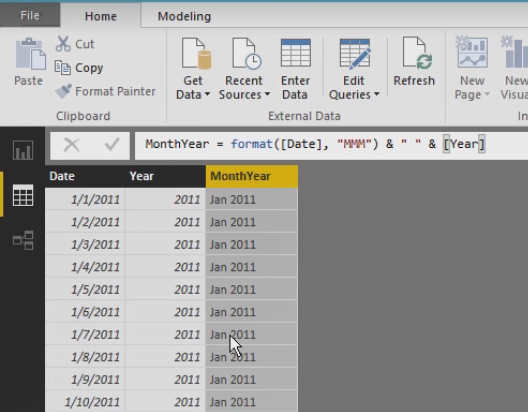 File Home Modeling
Paste
Cut
Copy
Format Painter
Clipboard
Get Data
Recent Sources
Enter Data
Edit Queries
Refresh
External Data
New Page
New
MonthYear = format([Date], "MMM") & " " & [Year]
Date Year MonthYear
1/1/2011 2011 Jan 2011
1/2/2011 2011 Jan 2011
1/3/2011 2011 Jan 2011
1/4/2011 2011 Jan 2011
1/5/2011 2011 Jan 2011
1/6/2011 2011 Jan 2011
1/7/2011 2011 Jan 2011
1/8/2011 2011 Jan 2011
1/9/2011 2011 Jan 2011
1/10/2011 2011 Jan 2011